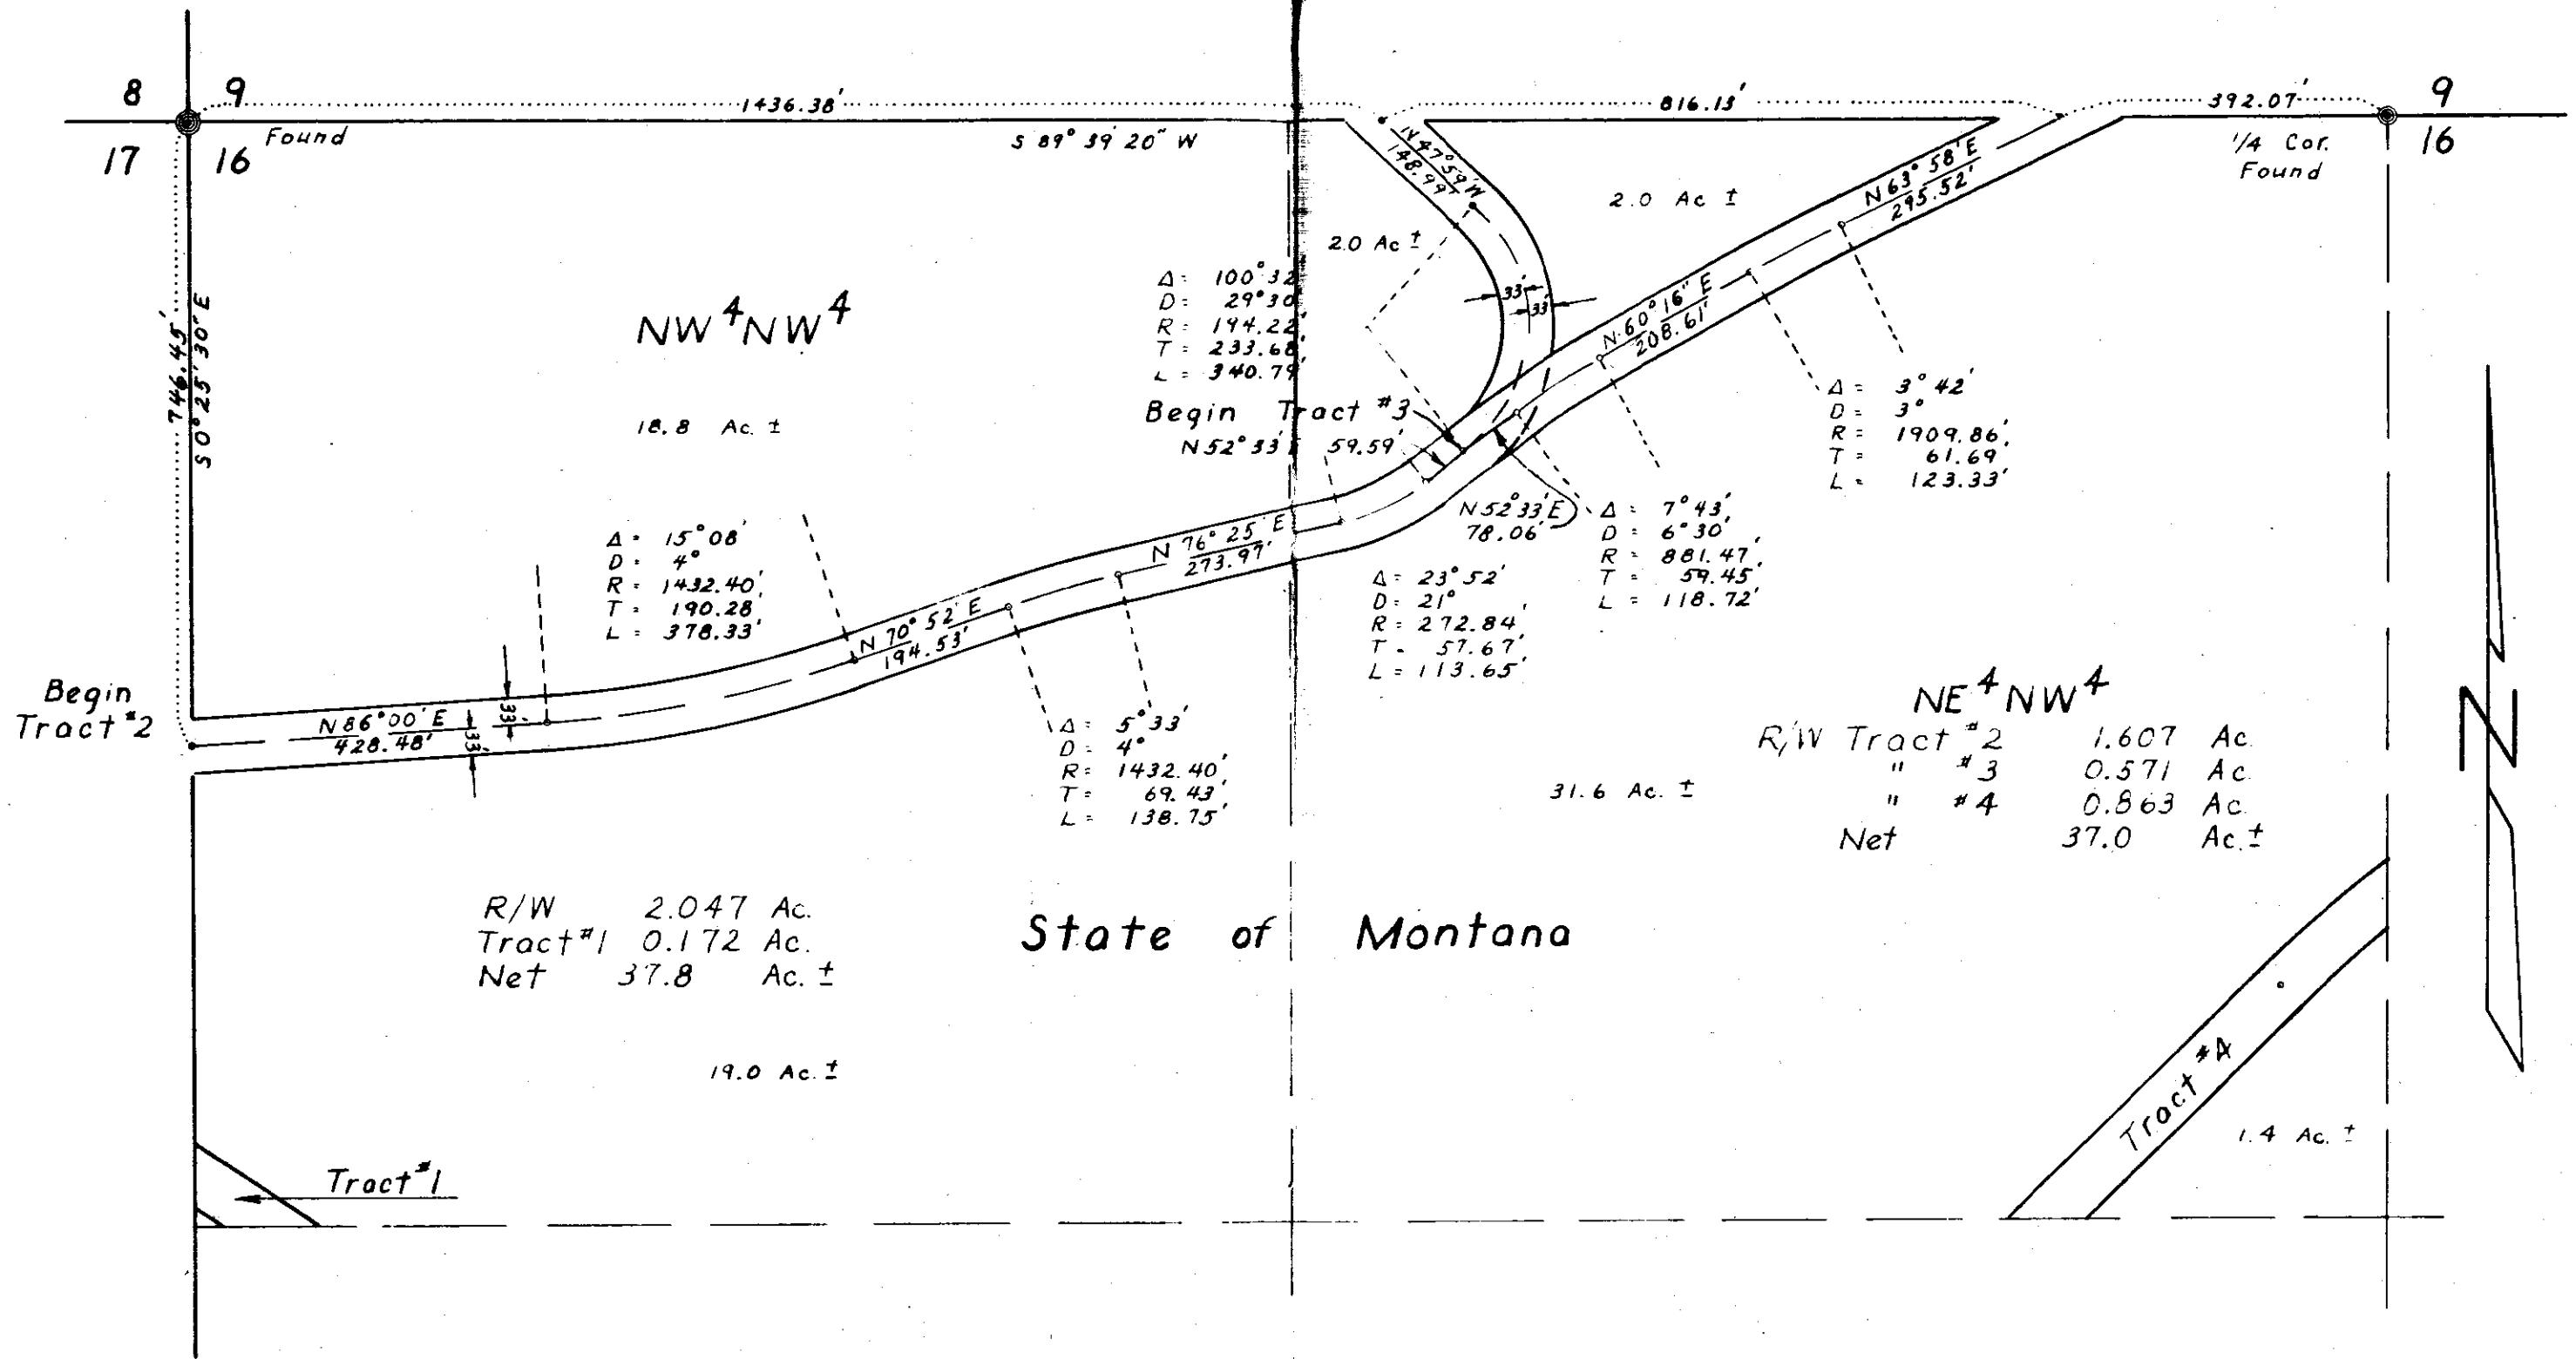 8 9
17 16
Found
1436.38'
S 89° 39' 20" W
816.13'
392.07'
9
16
1/4 Cor.
Found
746.45'
S 0° 25' 30" E
NW⁴NW⁴
18.8 Ac. ±
N 47° 59' W
148.99'
2.0 Ac ±
2.0 Ac ±
N 63° 58' E
295.52'
Δ = 100° 32'
D = 29° 30'
R = 194.22'
T = 233.68'
L = 340.79'
33'
33'
N 60° 16" E
208.61'
Begin Tract #3
N 52° 33' E 59.59'
Δ = 3° 42'
D = 3°
R = 1909.86'
T = 61.69'
L = 123.33'
N 52° 33' E
78.06'
Δ = 7° 43'
D = 6° 30'
R = 881.47'
T = 59.45'
L = 118.72'
Δ = 15° 08'
D = 4°
R = 1432.40'
T = 190.28'
L = 378.33'
N 76° 25' E
273.97'
Δ = 23° 52'
D = 21°
R = 272.84'
T = 57.67'
L = 113.65'
N 70° 52' E
194.53'
Begin
Tract #2
N 86° 00' E
428.48'
33'
33'
Δ = 5° 33'
D = 4°
R = 1432.40'
T = 69.43'
L = 138.75'
NE⁴NW⁴
R/W Tract #2 1.607 Ac.
" #3 0.571 Ac.
" #4 0.863 Ac.
Net 37.0 Ac. ±
31.6 Ac. ±
N
R/W 2.047 Ac.
Tract #1 0.172 Ac.
Net 37.8 Ac. ±
State of Montana
19.0 Ac. ±
Tract #4
1.4 Ac. ±
Tract #1